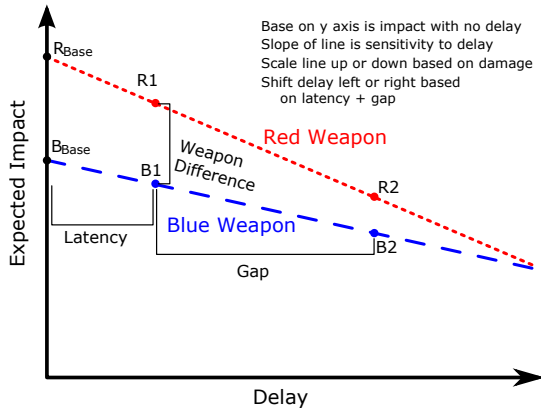 Base on y axis is impact with no delay
Slope of line is sensitivity to delay
Scale line up or down based on damage
Shift delay left or right based
on latency + gap
RBase
R1
Red Weapon
BBase
Weapon
Difference
B1
R2
Blue Weapon
Latency
B2
Gap
Expected Impact
Delay